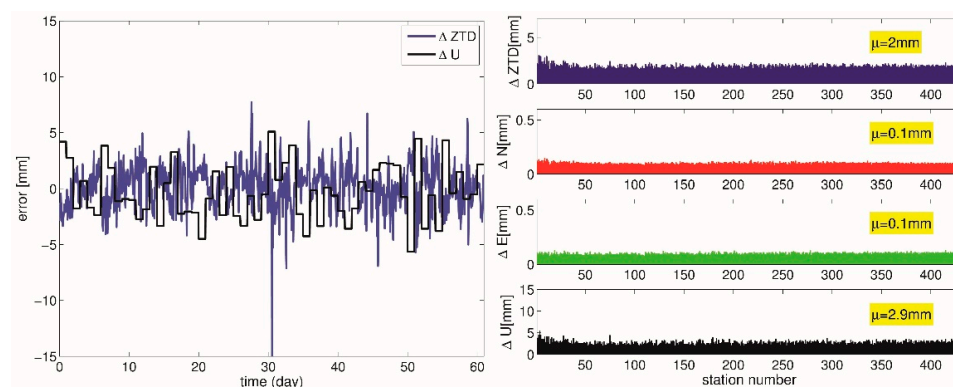 Δ ZTD
Δ U
15
10
5
0
−5
−10
−15
error [mm]
0 10 20 30 40 50 60
time (day)
Δ ZTD[mm]
5
0
μ=2mm
50 100 150 200 250 300 350 400
Δ N[mm]
0.5
0
μ=0.1mm
50 100 150 200 250 300 350 400
Δ E[mm]
0.5
0
μ=0.1mm
50 100 150 200 250 300 350 400
Δ U[mm]
15
10
5
0
μ=2.9mm
50 100 150 200 250 300 350 400
station number